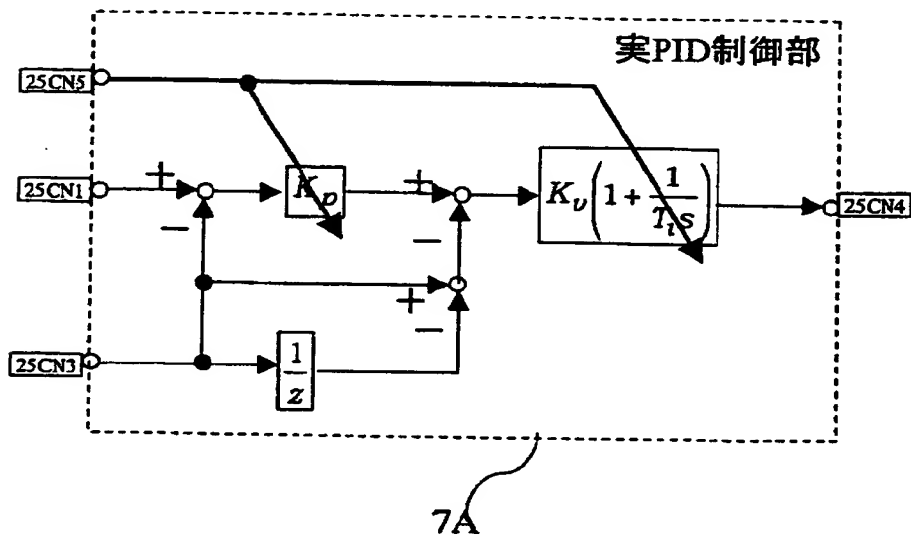 実PID制御部
25CN5
25CN1
+
−
K_p
+
−
K_v(1 + 1/(T_i s))
25CN4
+
−
25CN3
1/z
7A